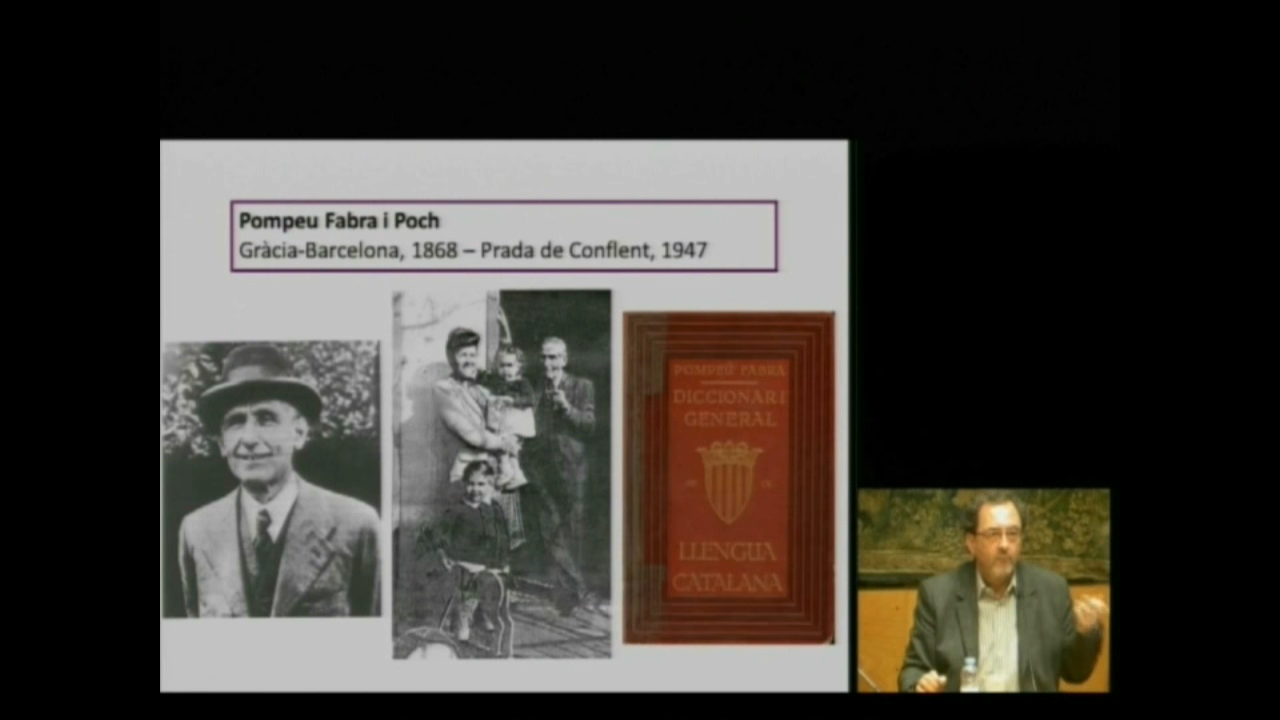 Pompeu Fabra i Poch
Gràcia-Barcelona, 1868 – Prada de Conflent, 1947
POMPEU FABRA
DICCIONARI
GENERAL
LLENGUA
CATALANA